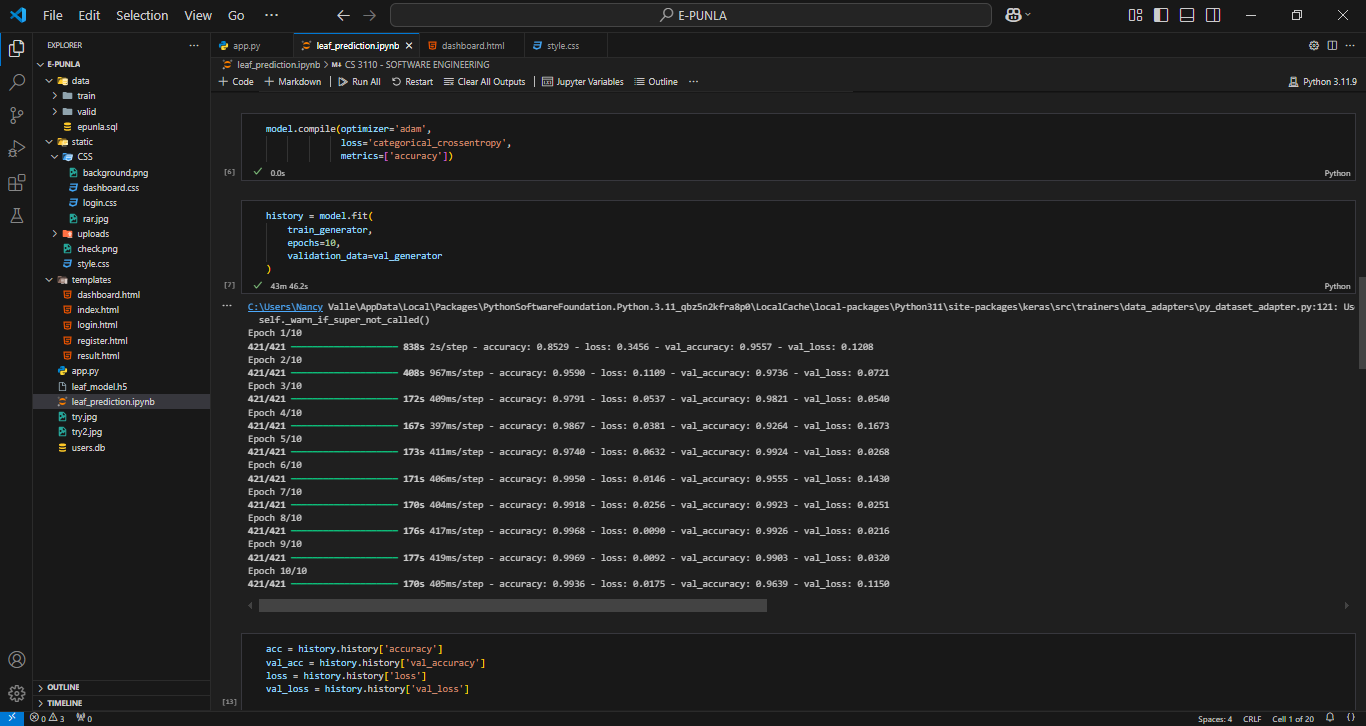 File Edit Selection View Go ··· E-PUNLA
EXPLORER ···
E-PUNLA
data
train
valid
epunla.sql
static
CSS
background.png
dashboard.css
login.css
rar.jpg
uploads
check.png
style.css
templates
dashboard.html
index.html
login.html
register.html
result.html
app.py
leaf_model.h5
leaf_prediction.ipynb
try.jpg
try2.jpg
users.db
OUTLINE
TIMELINE
app.py leaf_prediction.ipynb dashboard.html style.css
leaf_prediction.ipynb > CS 3110 - SOFTWARE ENGINEERING
+ Code + Markdown | Run All Restart Clear All Outputs | Jupyter Variables Outline ··· Python 3.11.9
model.compile(optimizer='adam',
loss='categorical_crossentropy',
metrics=['accuracy'])
[6] 0.0s Python
history = model.fit(
train_generator,
epochs=10,
validation_data=val_generator
)
[7] 43m 46.2s Python
C:\Users\Nancy Valle\AppData\Local\Packages\PythonSoftwareFoundation.Python.3.11_qbz5n2kfra8p0\LocalCache\local-packages\Python311\site-packages\keras\src\trainers\data_adapters\py_dataset_adapter.py:121: Us
self._warn_if_super_not_called()
Epoch 1/10
421/421 838s 2s/step - accuracy: 0.8529 - loss: 0.3456 - val_accuracy: 0.9557 - val_loss: 0.1208
Epoch 2/10
421/421 408s 967ms/step - accuracy: 0.9590 - loss: 0.1109 - val_accuracy: 0.9736 - val_loss: 0.0721
Epoch 3/10
421/421 172s 409ms/step - accuracy: 0.9791 - loss: 0.0537 - val_accuracy: 0.9821 - val_loss: 0.0540
Epoch 4/10
421/421 167s 397ms/step - accuracy: 0.9867 - loss: 0.0381 - val_accuracy: 0.9264 - val_loss: 0.1673
Epoch 5/10
421/421 173s 411ms/step - accuracy: 0.9740 - loss: 0.0632 - val_accuracy: 0.9924 - val_loss: 0.0268
Epoch 6/10
421/421 171s 406ms/step - accuracy: 0.9950 - loss: 0.0146 - val_accuracy: 0.9555 - val_loss: 0.1430
Epoch 7/10
421/421 170s 404ms/step - accuracy: 0.9918 - loss: 0.0256 - val_accuracy: 0.9923 - val_loss: 0.0251
Epoch 8/10
421/421 176s 417ms/step - accuracy: 0.9968 - loss: 0.0090 - val_accuracy: 0.9926 - val_loss: 0.0216
Epoch 9/10
421/421 177s 419ms/step - accuracy: 0.9969 - loss: 0.0092 - val_accuracy: 0.9903 - val_loss: 0.0320
Epoch 10/10
421/421 170s 405ms/step - accuracy: 0.9936 - loss: 0.0175 - val_accuracy: 0.9639 - val_loss: 0.1150
acc = history.history['accuracy']
val_acc = history.history['val_accuracy']
loss = history.history['loss']
val_loss = history.history['val_loss']
[13]
0 3 0 Spaces: 4 CRLF Cell 1 of 20